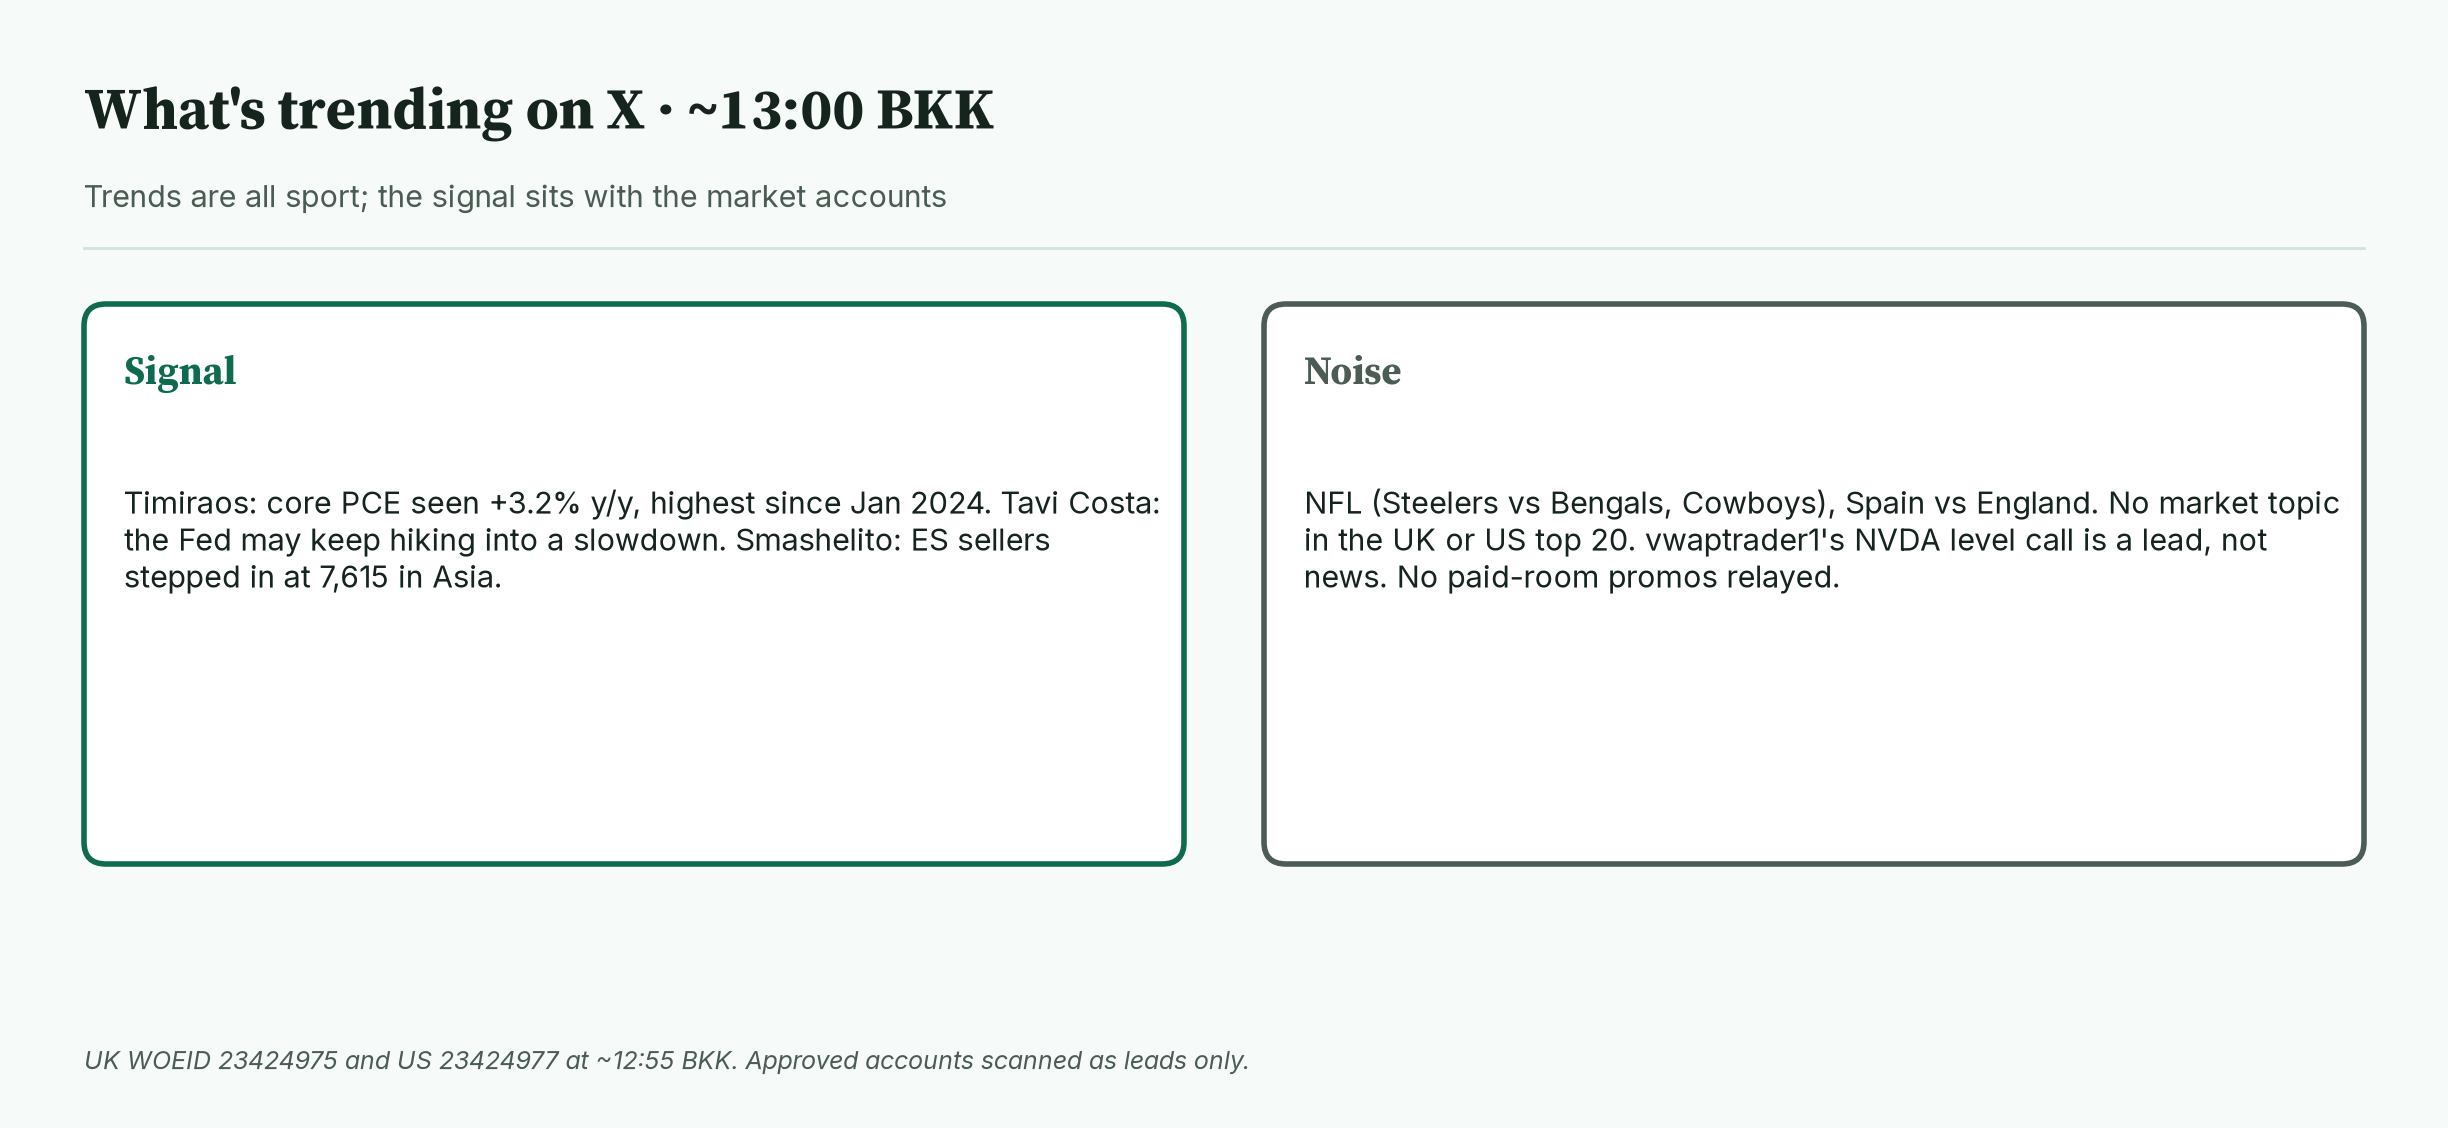 What's trending on X · ~13:00 BKK
Trends are all sport; the signal sits with the market accounts
Signal
Timiraos: core PCE seen +3.2% y/y, highest since Jan 2024. Tavi Costa:
the Fed may keep hiking into a slowdown. Smashelito: ES sellers
stepped in at 7,615 in Asia.
Noise
NFL (Steelers vs Bengals, Cowboys), Spain vs England. No market topic
in the UK or US top 20. vwaptrader1's NVDA level call is a lead, not
news. No paid-room promos relayed.
UK WOEID 23424975 and US 23424977 at ~12:55 BKK. Approved accounts scanned as leads only.